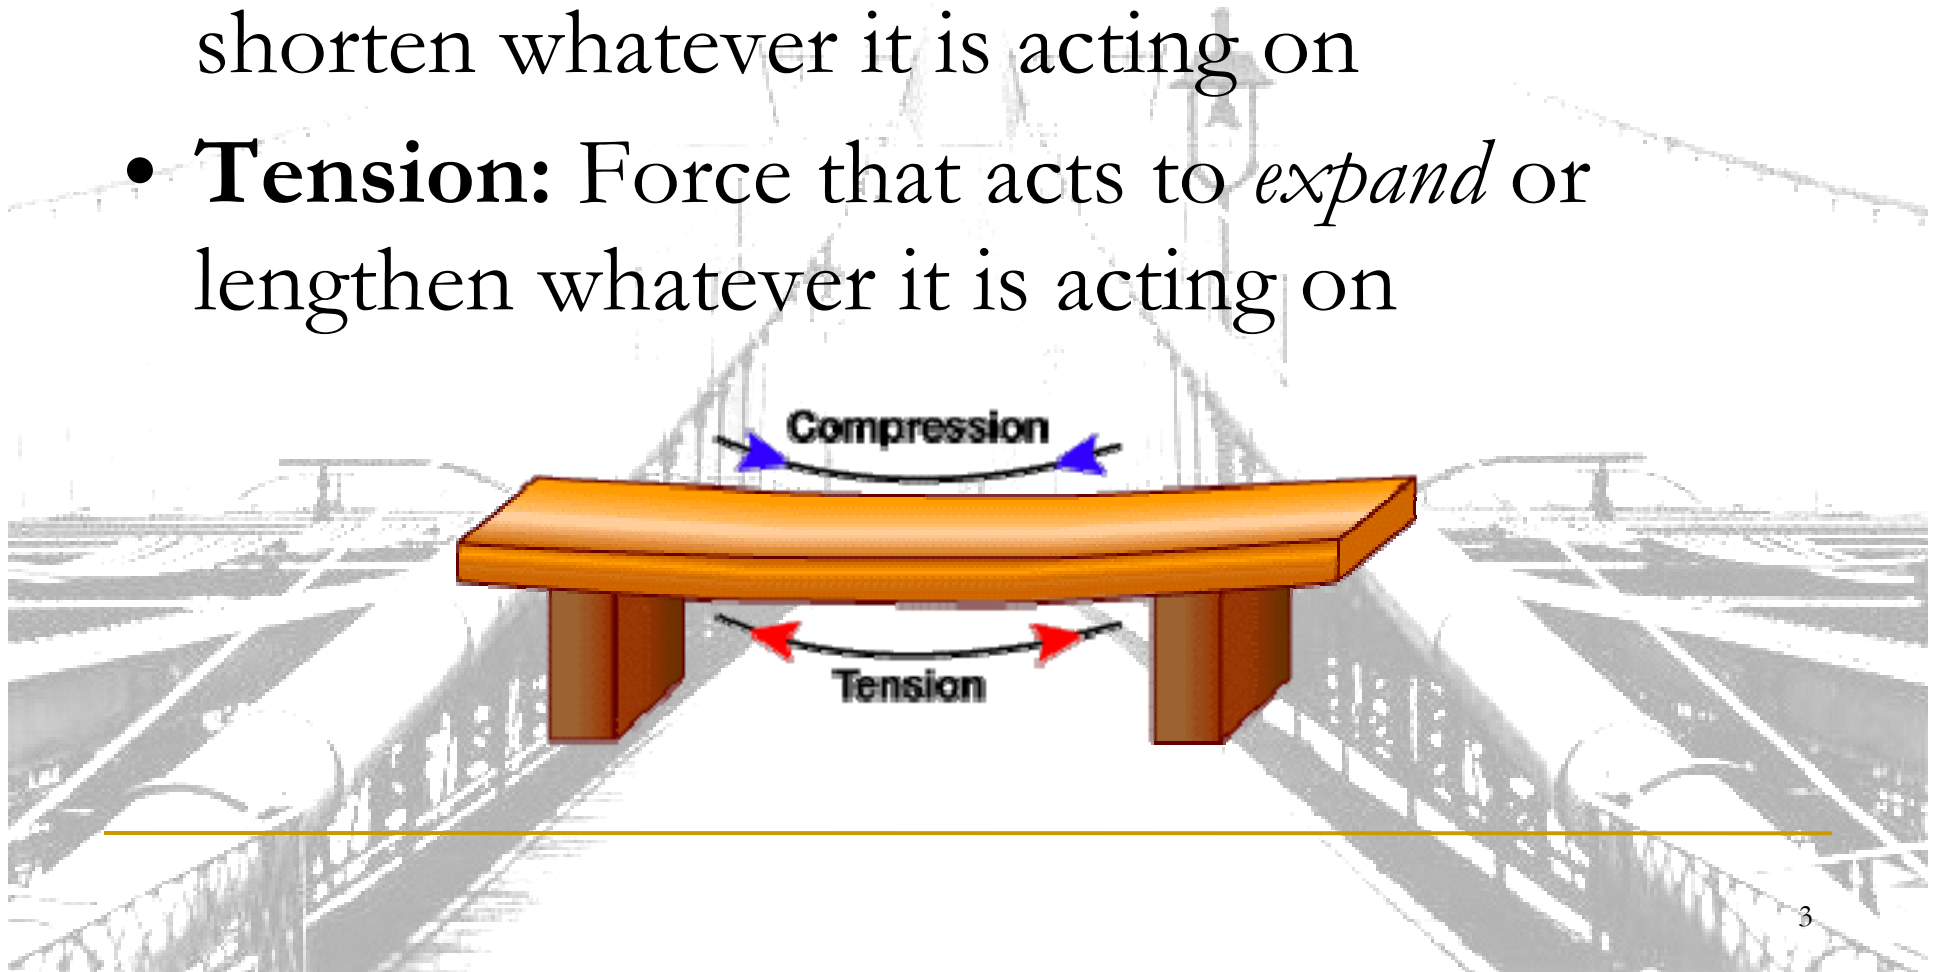 shorten whatever it is acting on
• Tension: Force that acts to expand or
lengthen whatever it is acting on
Compression
Tension
3